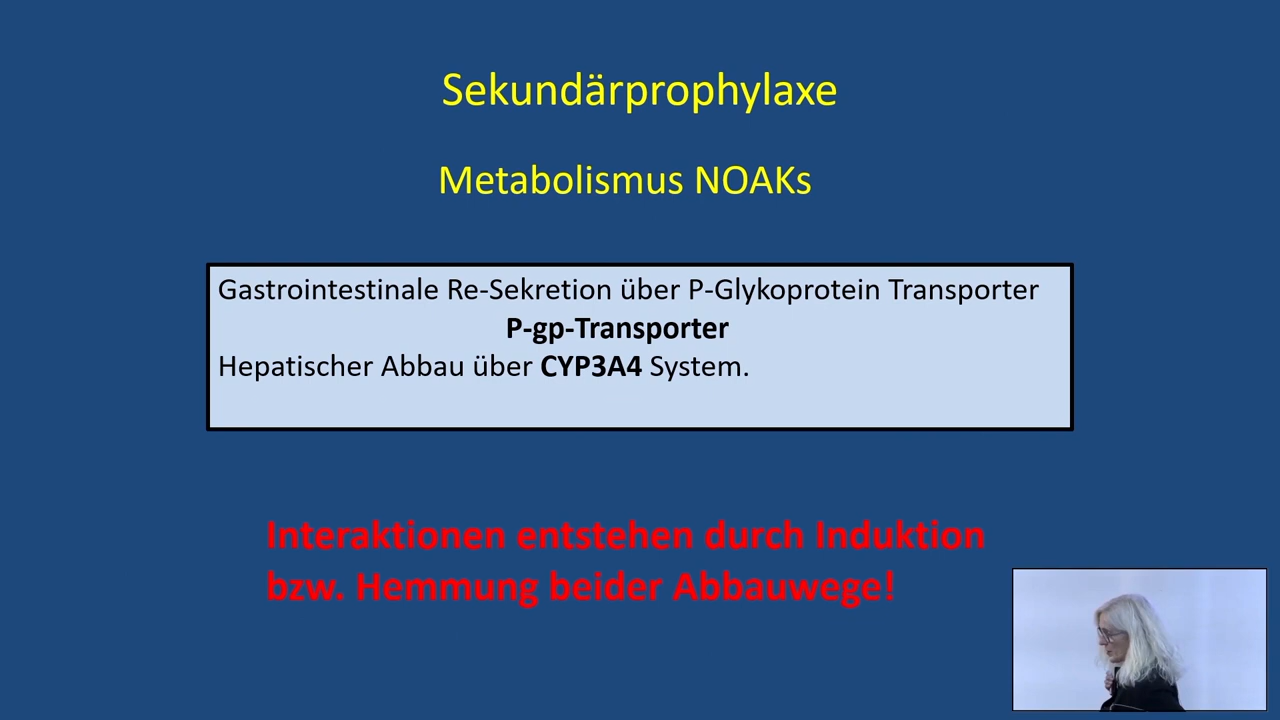 Sekundärprophylaxe
Metabolismus NOAKs
Gastrointestinale Re-Sekretion über P-Glykoprotein Transporter
P-gp-Transporter
Hepatischer Abbau über CYP3A4 System.
Interaktionen entstehen durch Induktion
bzw. Hemmung beider Abbauwege!